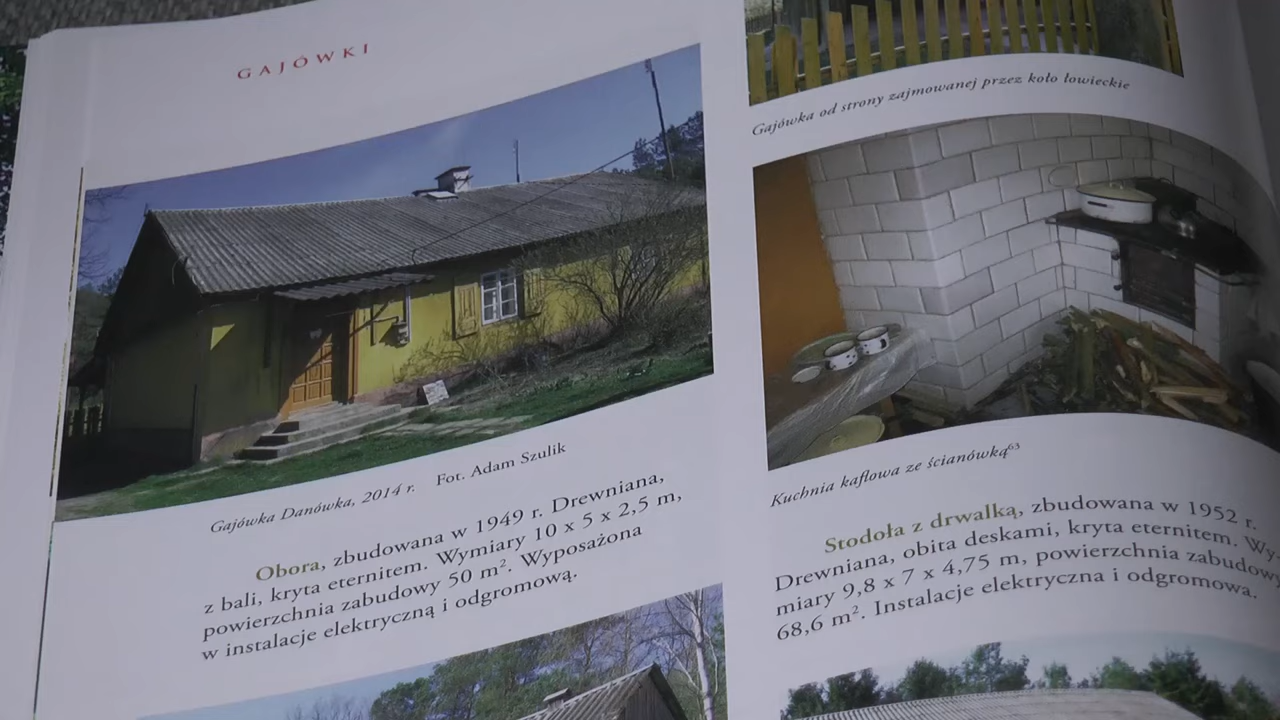 GAJÓWKI
Gajówka Danówka, 2014 r. Fot. Adam Szulik
Obora, zbudowana w 1949 r. Drewniana,
z bali, kryta eternitem. Wymiary 10 x 5 x 2,5 m,
powierzchnia zabudowy 50 m². Wyposażona
w instalacje elektryczną i odgromową.
Gajówka od strony zajmowanej przez koło łowieckie
Kuchnia kaflowa ze ścianówką⁶³
Stodoła z drwalką, zbudowana w 1952 r.
Drewniana, obita deskami, kryta eternitem. Wy-
miary 9,8 x 7 x 4,75 m, powierzchnia zabudowy
68,6 m². Instalacje elektryczna i odgromowa.